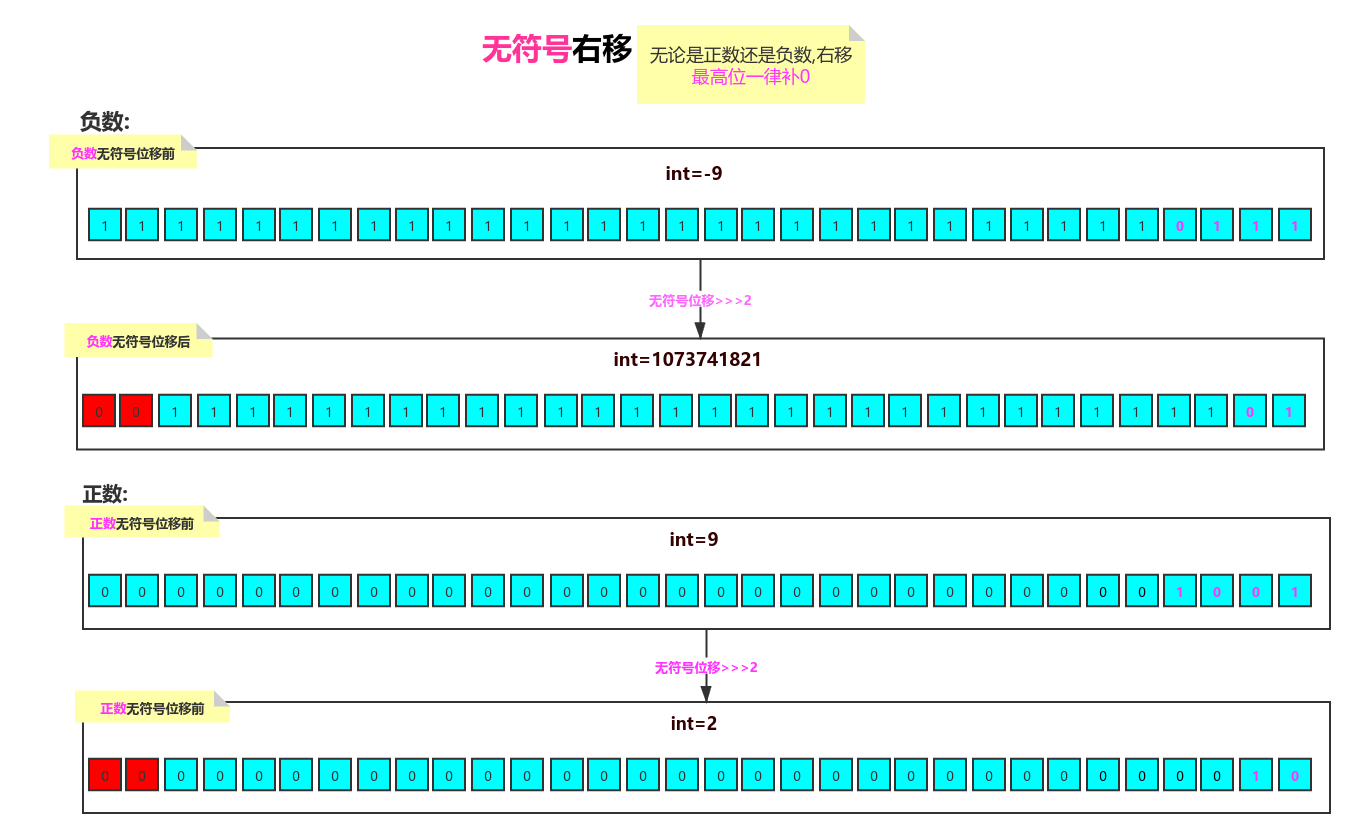 无符号右移
无论是正数还是负数,右移
最高位一律补0
负数:
负数无符号位移前
int=-9
1 1 1 1 1 1 1 1 1 1 1 1 1 1 1 1 1 1 1 1 1 1 1 1 1 1 1 1 0 1 1 1
无符号位移>>>2
负数无符号位移后
int=1073741821
0 0 1 1 1 1 1 1 1 1 1 1 1 1 1 1 1 1 1 1 1 1 1 1 1 1 1 1 1 1 0 1
正数:
正数无符号位移前
int=9
0 0 0 0 0 0 0 0 0 0 0 0 0 0 0 0 0 0 0 0 0 0 0 0 0 0 0 0 1 0 0 1
无符号位移>>>2
正数无符号位移前
int=2
0 0 0 0 0 0 0 0 0 0 0 0 0 0 0 0 0 0 0 0 0 0 0 0 0 0 0 0 0 0 1 0